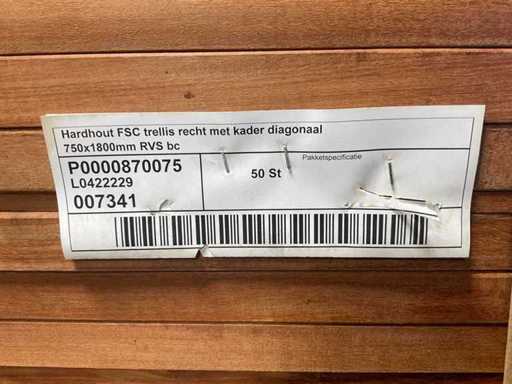 Hardhout FSC trellis recht met kader diagonaal
750x1800mm RVS bc
P0000870075
L0422229
007341
50 St
Pakketspecificatie